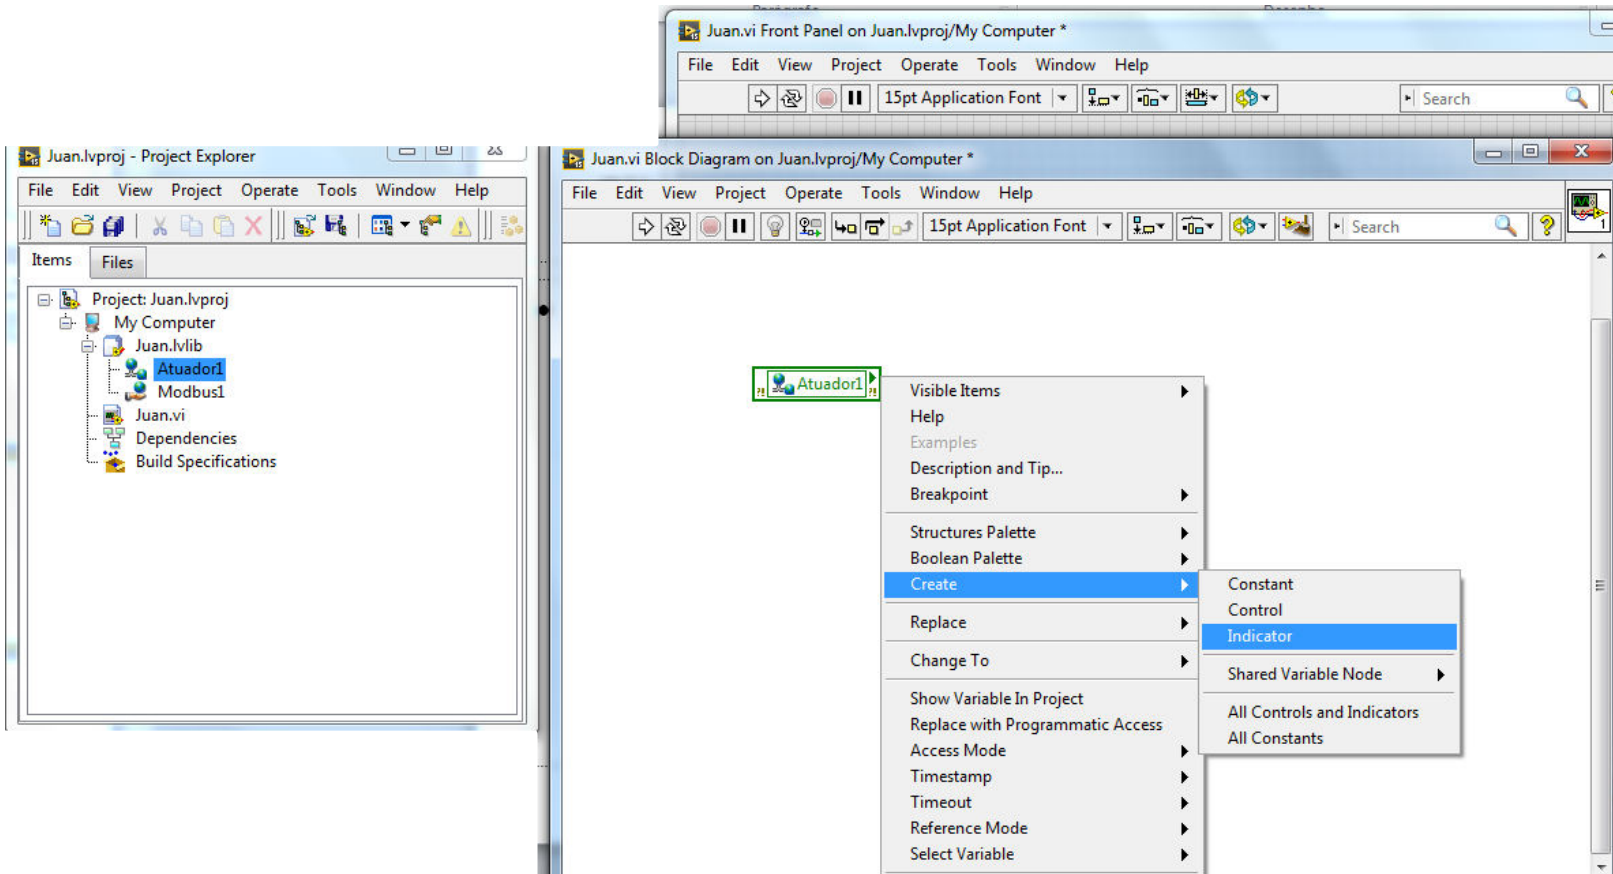 Juan.vi Front Panel on Juan.lvproj/My Computer *
File Edit View Project Operate Tools Window Help
15pt Application Font
Search
Juan.lvproj - Project Explorer
File Edit View Project Operate Tools Window Help
Items Files
Project: Juan.lvproj
My Computer
Juan.lvlib
Atuador1
Modbus1
Juan.vi
Dependencies
Build Specifications
Juan.vi Block Diagram on Juan.lvproj/My Computer *
File Edit View Project Operate Tools Window Help
15pt Application Font
Search
1
?! Atuador1 ?!
Visible Items
Help
Examples
Description and Tip...
Breakpoint
Structures Palette
Boolean Palette
Create
Replace
Change To
Show Variable In Project
Replace with Programmatic Access
Access Mode
Timestamp
Timeout
Reference Mode
Select Variable
Constant
Control
Indicator
Shared Variable Node
All Controls and Indicators
All Constants